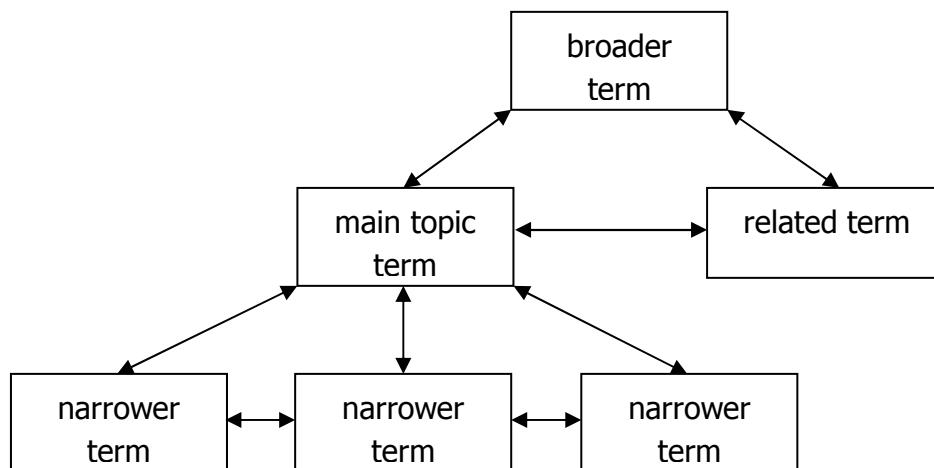 broader
term
main topic
term
related term
narrower
term
narrower
term
narrower
term